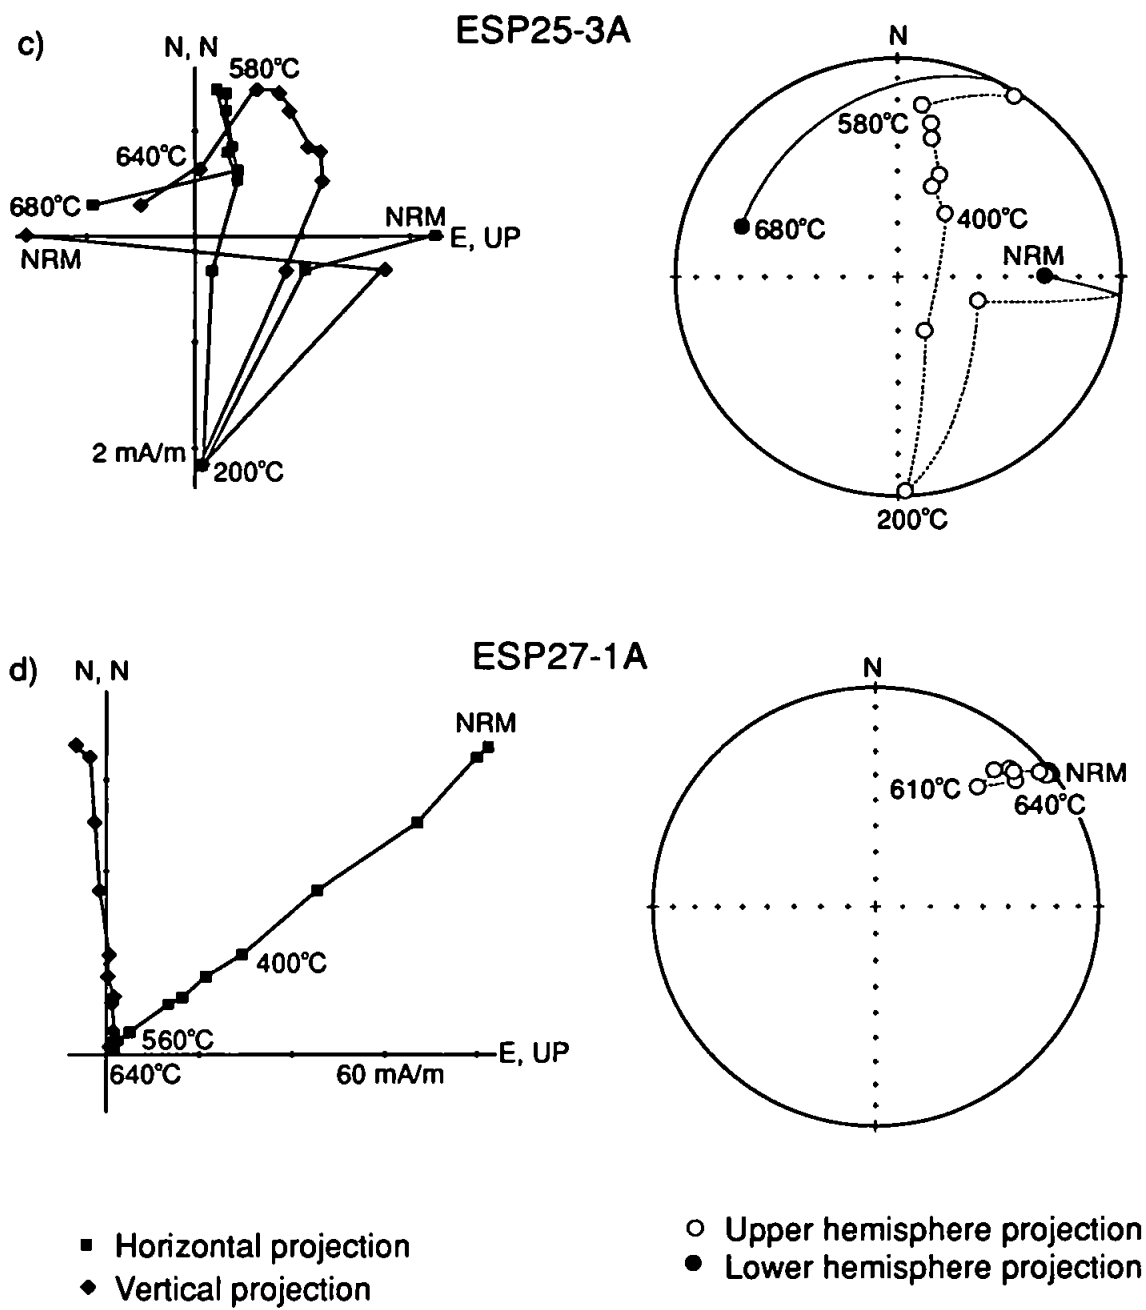 c)
ESP25-3A
N, N
580°C
640°C
680°C
NRM
E, UP
NRM
2 mA/m
200°C
N
580°C
400°C
680°C
NRM
200°C
d)
ESP27-1A
N, N
NRM
400°C
560°C
E, UP
640°C
60 mA/m
N
610°C
NRM
640°C
■ Horizontal projection
◆ Vertical projection
○ Upper hemisphere projection
● Lower hemisphere projection